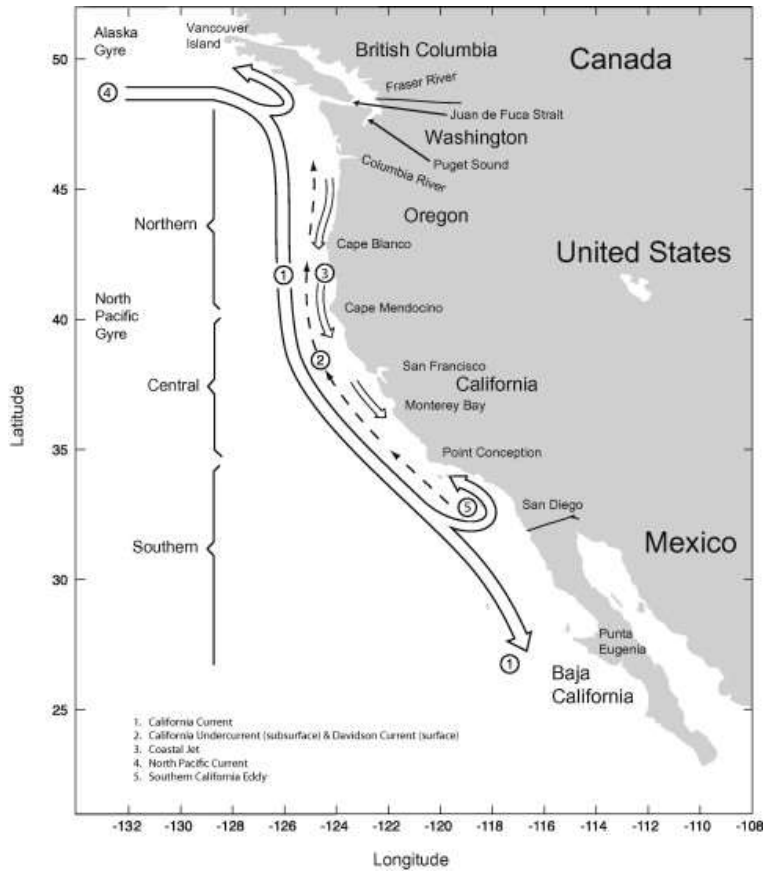 Alaska
Gyre
Vancouver
Island
British Columbia
Canada
Fraser River
Juan de Fuca Strait
Washington
Puget Sound
Columbia River
Northern
Oregon
Cape Blanco
United States
North
Pacific
Gyre
Cape Mendocino
San Francisco
Central
California
Monterey Bay
Point Conception
San Diego
Southern
Mexico
Punta
Eugenia
Baja
California
4
1
3
2
5
1
1. California Current
2. California Undercurrent (subsurface) & Davidson Current (surface)
3. Coastal Jet
4. North Pacific Current
5. Southern California Eddy
Latitude
50
45
40
35
30
25
-132 -130 -128 -126 -124 -122 -120 -118 -116 -114 -112 -110 -108
Longitude